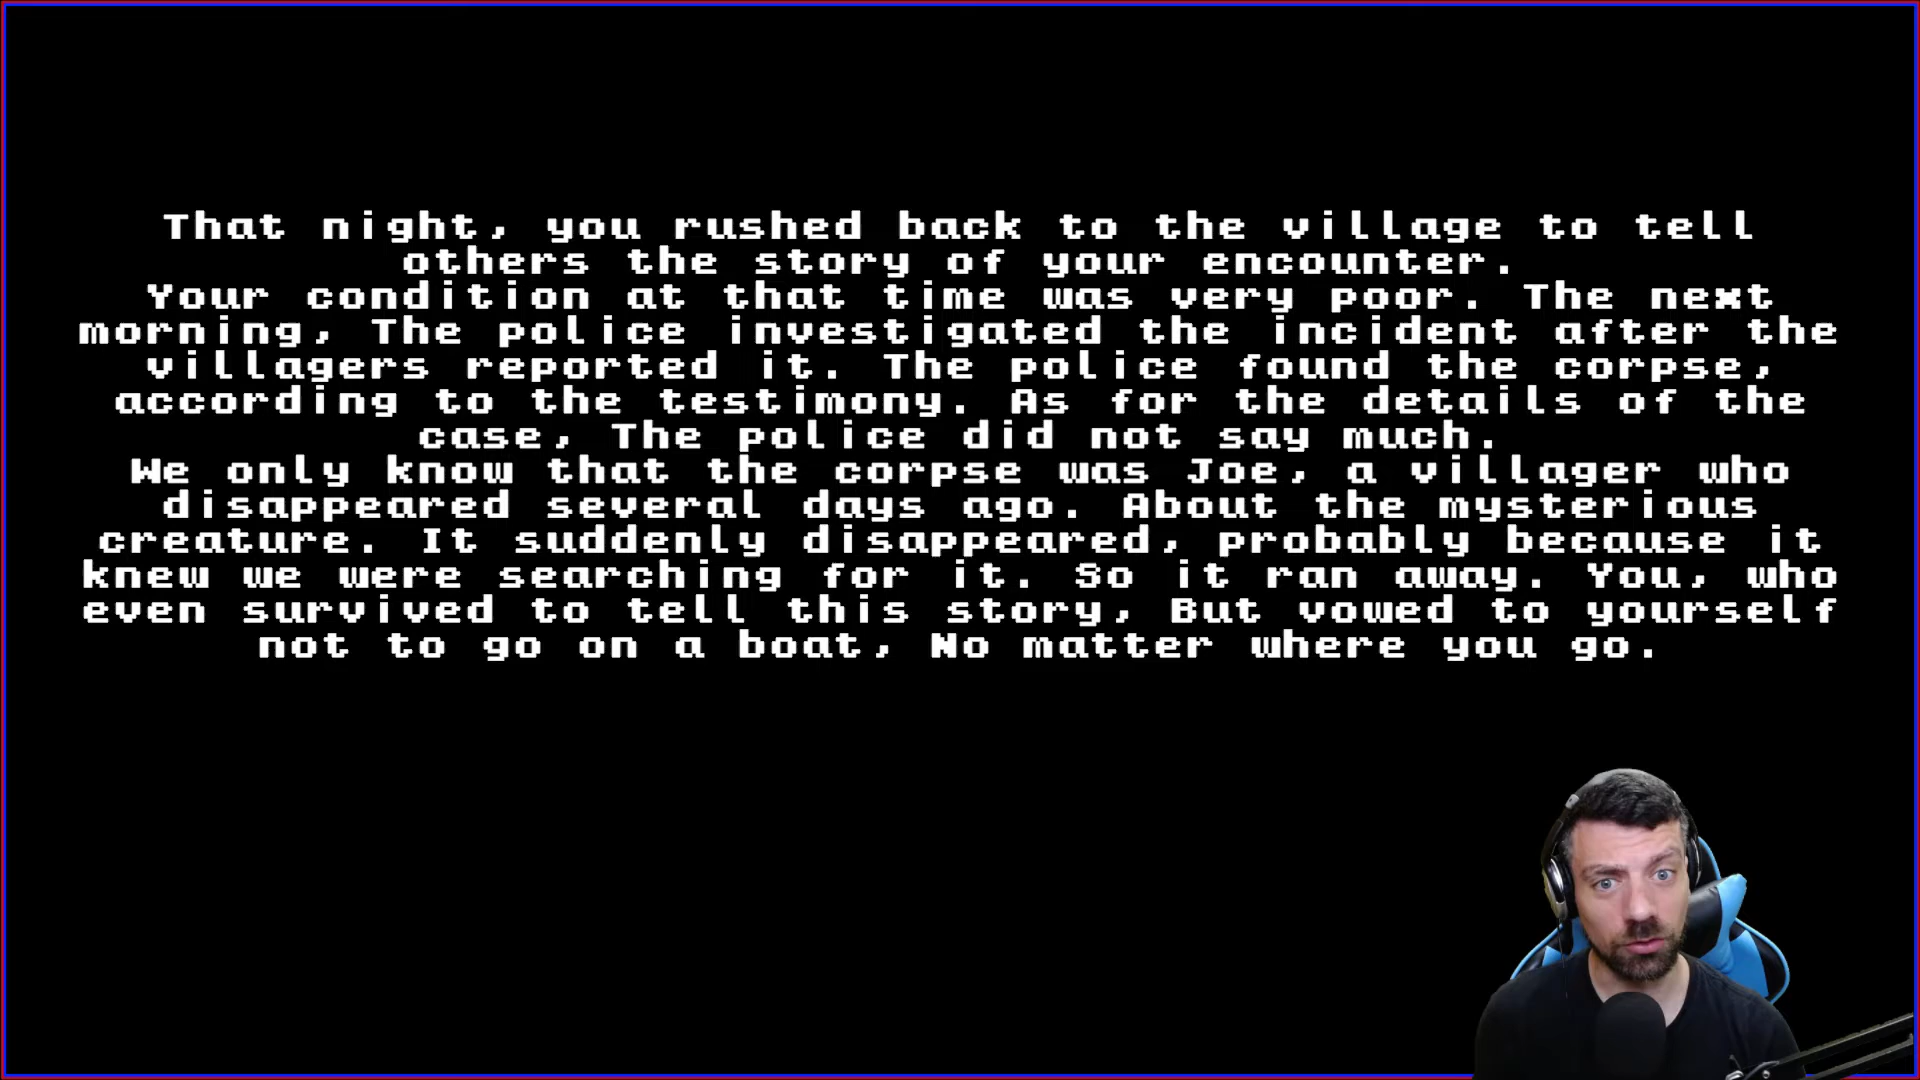 That night, you rushed back to the village to tell
others the story of your encounter.
Your condition at that time was very poor. The next
morning, The police investigated the incident after the
villagers reported it. The police found the corpse,
according to the testimony. As for the details of the
case, The police did not say much.
We only know that the corpse was Joe, a villager who
disappeared several days ago. About the mysterious
creature. It suddenly disappeared, probably because it
knew we were searching for it. So it ran away. You, who
even survived to tell this story, But vowed to yourself
not to go on a boat, No matter where you go.